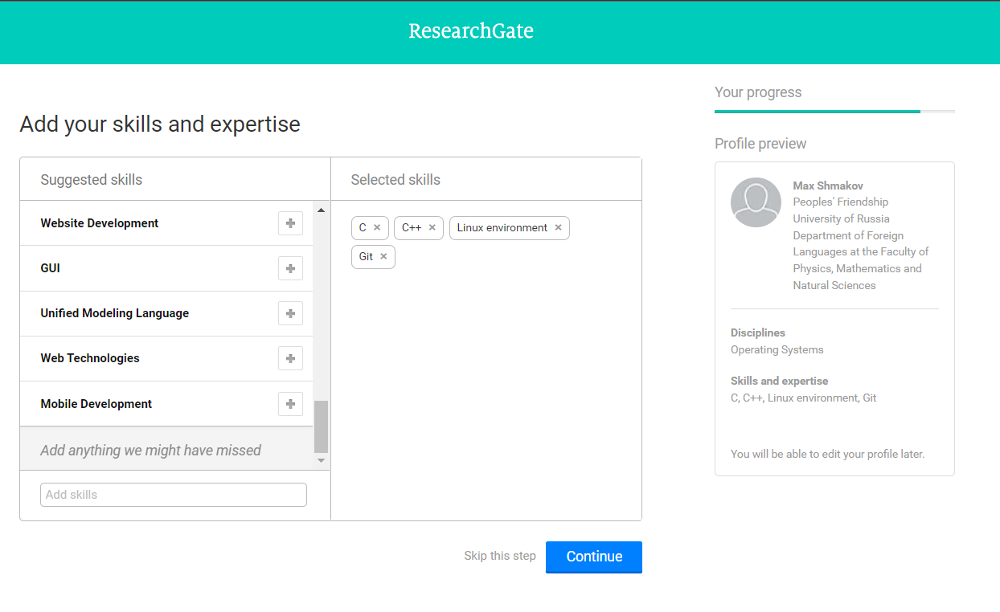 ResearchGate
Add your skills and expertise
Suggested skills
Website Development
GUI
Unified Modeling Language
Web Technologies
Mobile Development
Add anything we might have missed
Add skills
Selected skills
C
C++
Linux environment
Git
Skip this step
Continue
Your progress
Profile preview
Max Shmakov
Peoples' Friendship
University of Russia
Department of Foreign
Languages at the Faculty of
Physics, Mathematics and
Natural Sciences
Disciplines
Operating Systems
Skills and expertise
C, C++, Linux environment, Git
You will be able to edit your profile later.